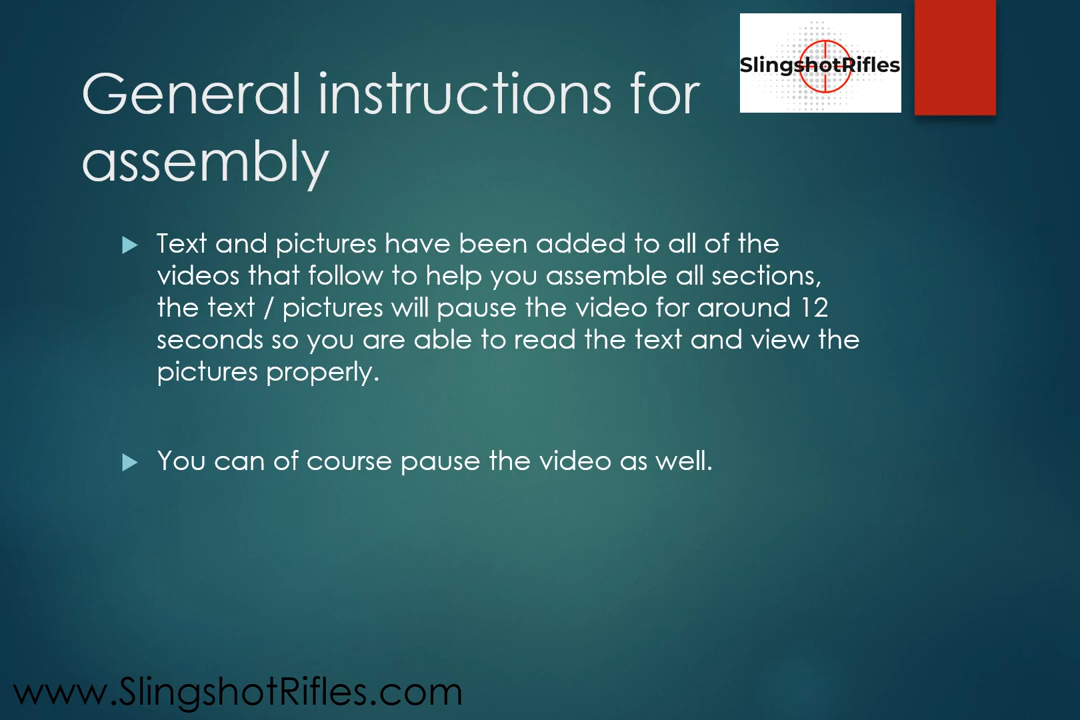 SlingshotRifles
General instructions for
assembly
Text and pictures have been added to all of the
videos that follow to help you assemble all sections,
the text / pictures will pause the video for around 12
seconds so you are able to read the text and view the
pictures properly.
You can of course pause the video as well.
www.SlingshotRifles.com